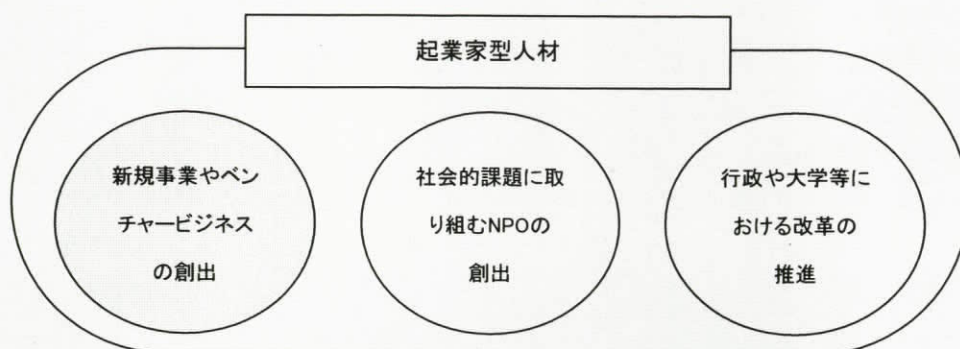 起業家型人材
新規事業やベン
チャービジネス
の創出
社会的課題に取
り組むNPOの
創出
行政や大学等に
おける改革の
推進